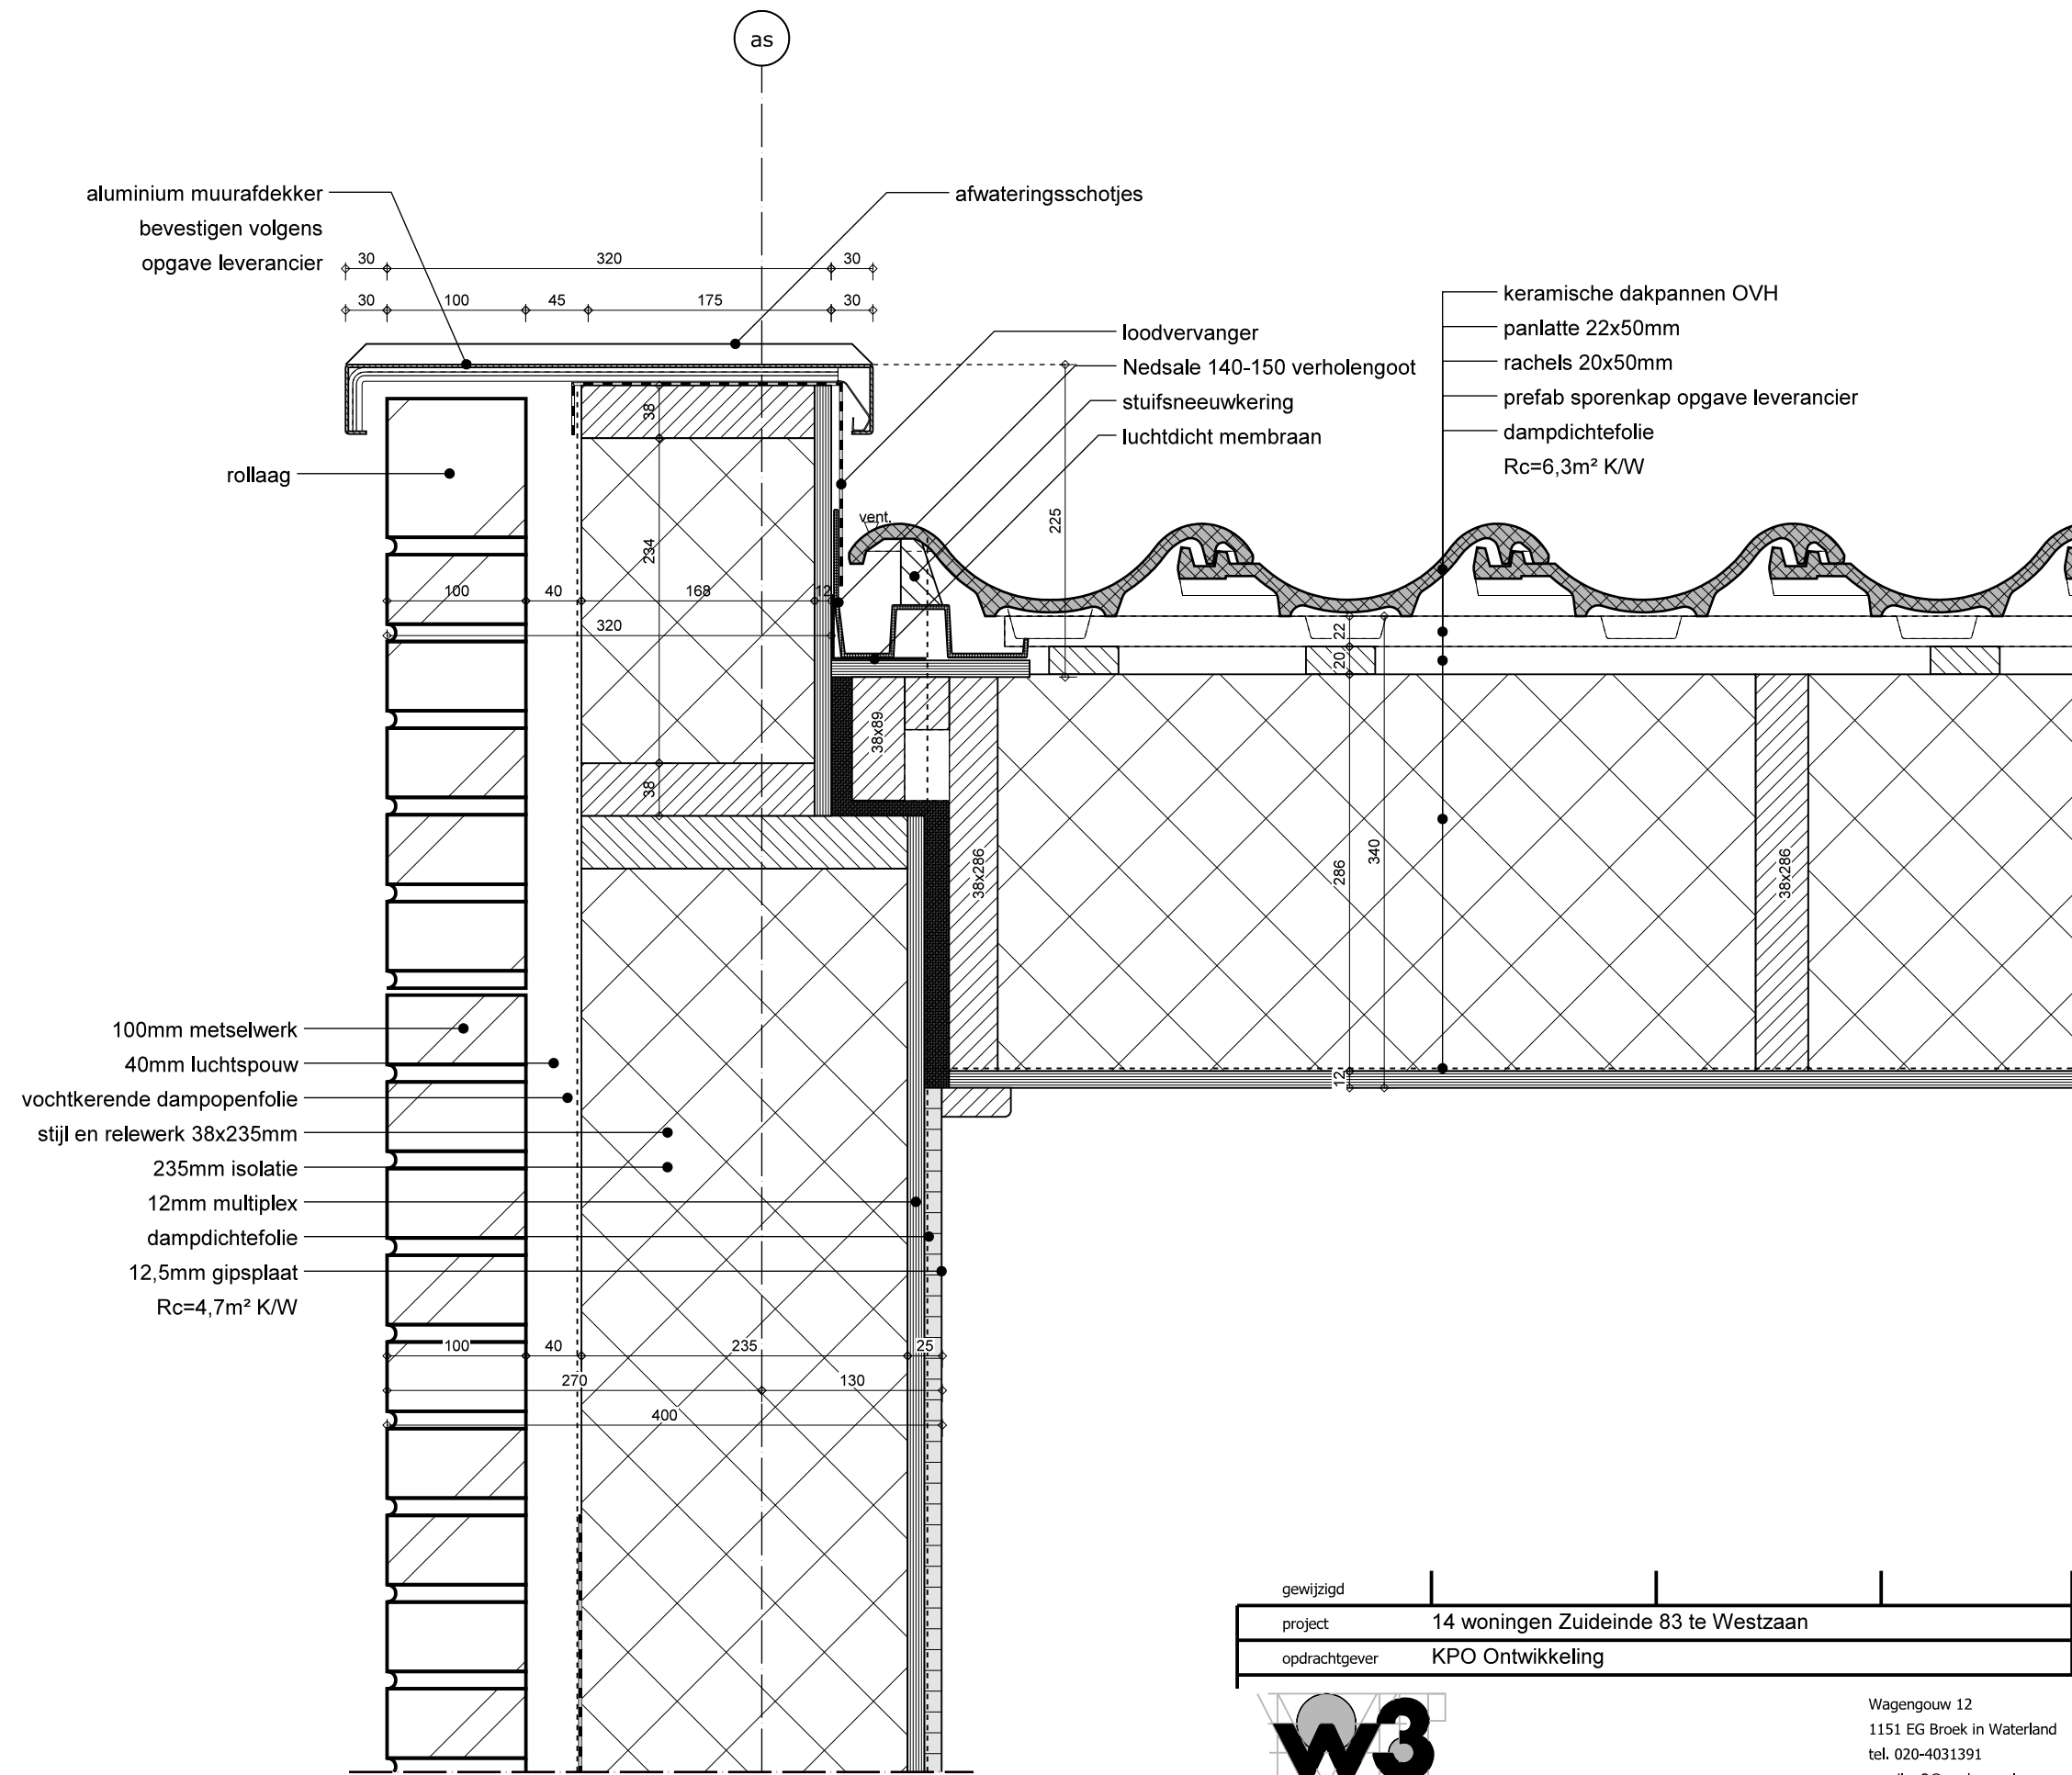 as
aluminium muurafdekker
bevestigen volgens
opgave leverancier
afwateringsschotjes
30 320 30
30 100 45 175 30
keramische dakpannen OVH
panlatte 22x50mm
rachels 20x50mm
prefab sporenkap opgave leverancier
dampdichtefolie
Rc=6,3m² K/W
loodvervanger
Nedsale 140-150 verholengoot
stuifsneeuwkering
luchtdicht membraan
rollaag
38
234
38
225
vent.
100 40 168 12
320
22
20
286
340
12
38x89
38x286
38x286
100mm metselwerk
40mm luchtspouw
vochtkerende dampopenfolie
stijl en relewerk 38x235mm
235mm isolatie
12mm multiplex
dampdichtefolie
12,5mm gipsplaat
Rc=4,7m² K/W
100 40 235 25
270 130
400
gewijzigd
project 14 woningen Zuideinde 83 te Westzaan
opdrachtgever KPO Ontwikkeling
w3
Wagengouw 12
1151 EG Broek in Waterland
tel. 020-4031391